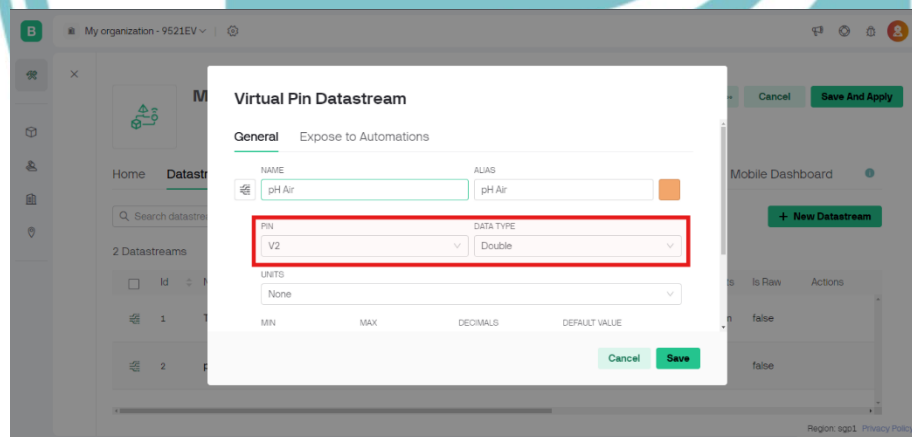 B
My organization - 9521EV
M
Cancel
Save And Apply
Virtual Pin Datastream
General
Expose to Automations
Home
Datastr
Mobile Dashboard
NAME
ALIAS
pH Air
pH Air
Search datastre
+ New Datastream
PIN
DATA TYPE
V2
Double
2 Datastreams
UNITS
None
Id
N
Is Raw
Actions
MIN
MAX
DECIMALS
DEFAULT VALUE
1
T
n
false
Cancel
Save
2
p
false
Region: sgp1
Privacy Policy